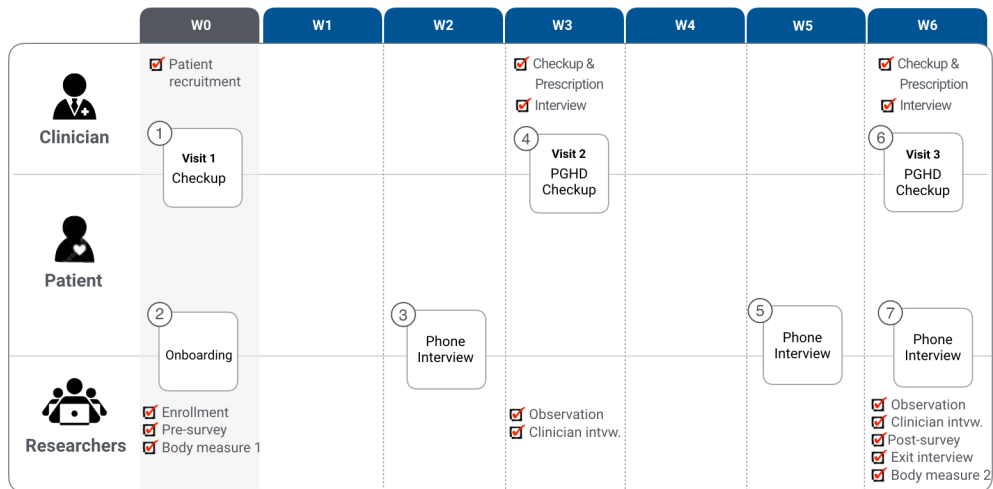 W0
W1
W2
W3
W4
W5
W6
Clinician
Patient
recruitment
Checkup &
Prescription
Interview
Checkup &
Prescription
Interview
1
Visit 1
Checkup
4
Visit 2
PGHD
Checkup
6
Visit 3
PGHD
Checkup
Patient
2
Onboarding
3
Phone
Interview
5
Phone
Interview
7
Phone
Interview
Researchers
Enrollment
Pre-survey
Body measure 1
Observation
Clinician intvw.
Observation
Clinician intvw.
Post-survey
Exit interview
Body measure 2